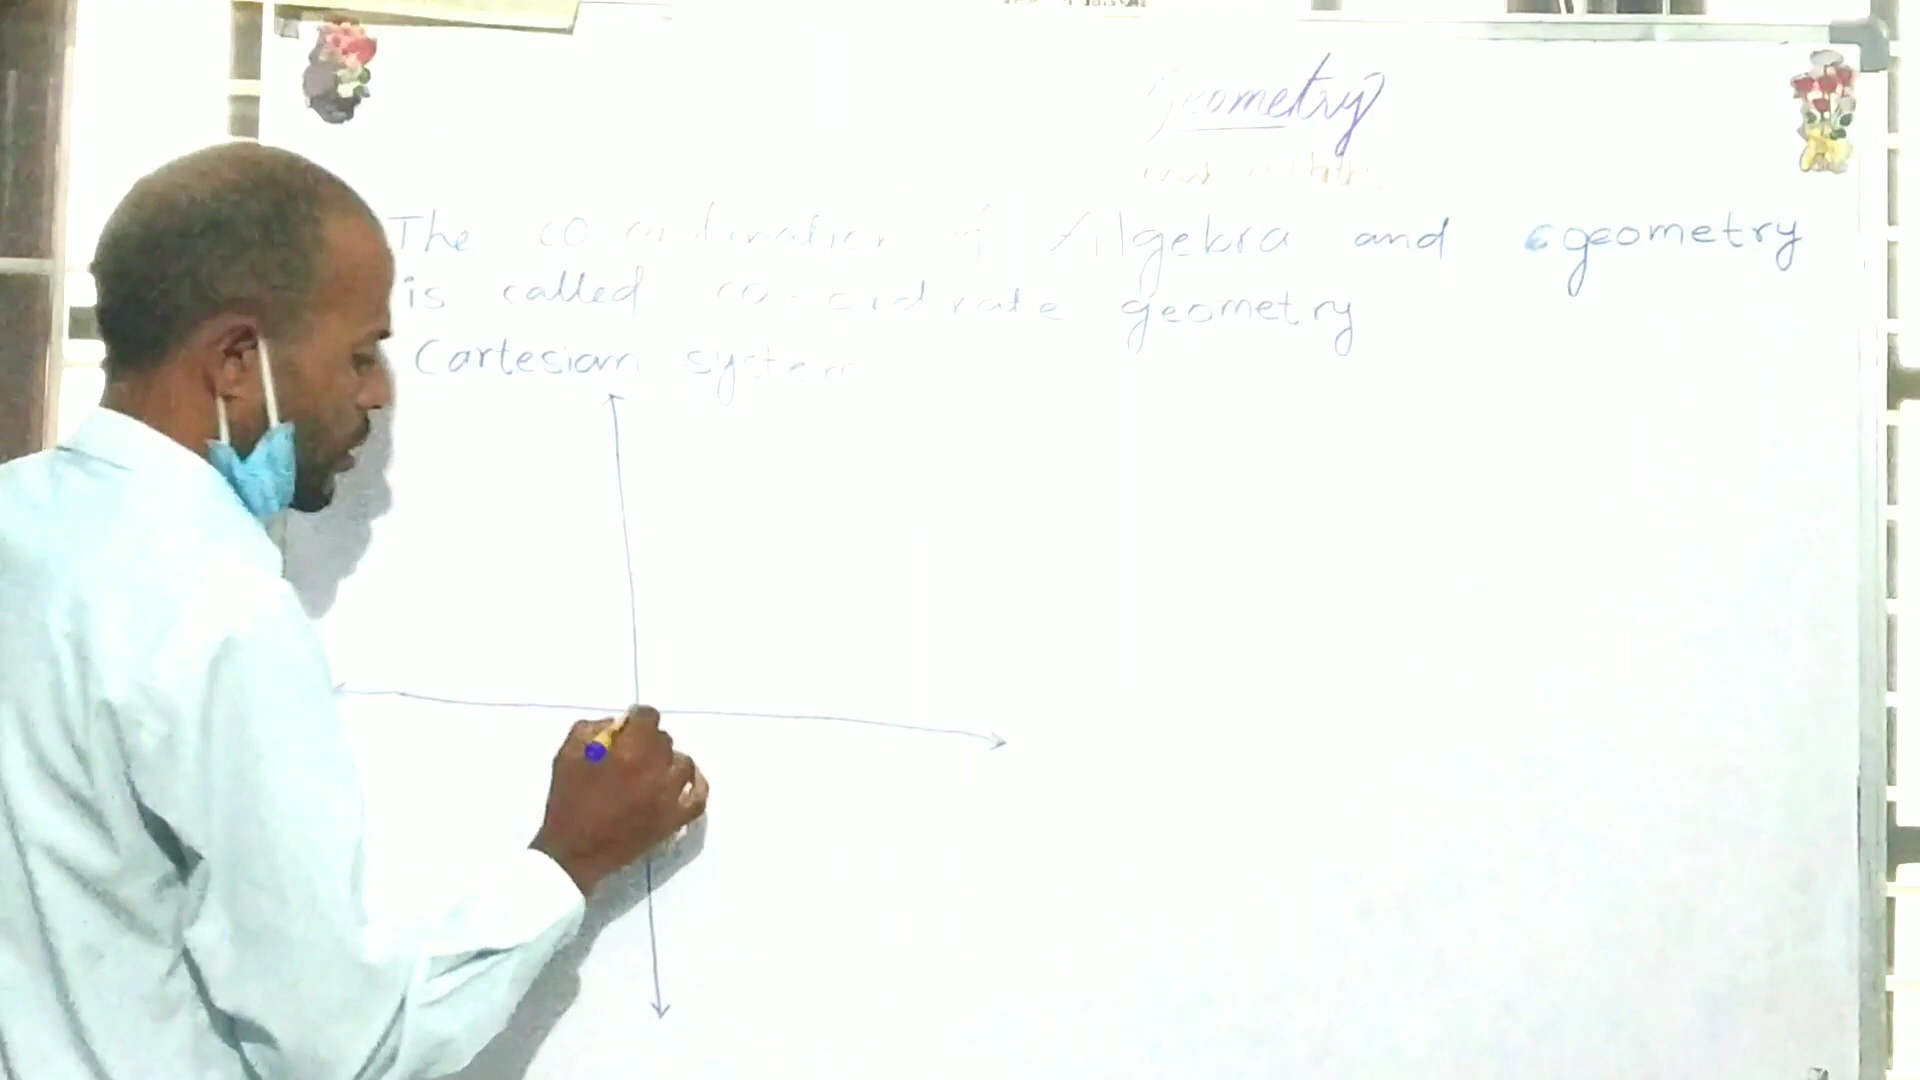 Geometry
The co-ordination of Algebra and geometry
is called co-ordinate geometry
Cartesian system